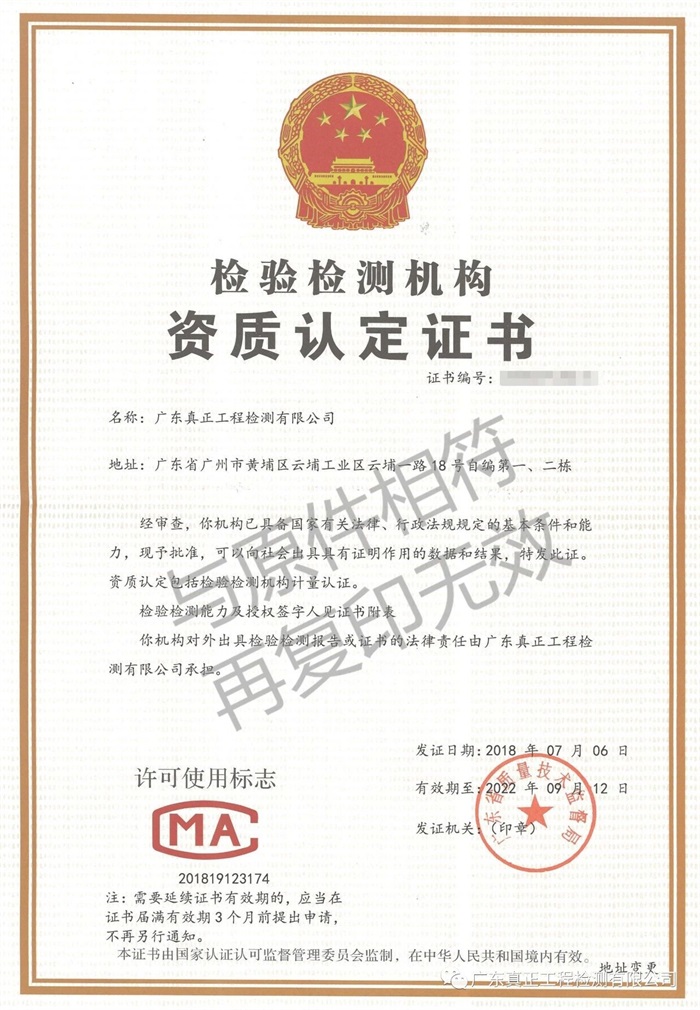 检验检测机构
资质认定证书
证书编号：
名称：广东真正工程检测有限公司
地址：广东省广州市黄埔区云埔工业区云埔一路18号自编第一、二栋
经审查，你机构已具备国家有关法律、行政法规规定的基本条件和能
力，现予批准，可以向社会出具具有证明作用的数据和结果，特发此证。
资质认定包括检验检测机构计量认证。
检验检测能力及授权签字人见证书附表
你机构对外出具检验检测报告或证书的法律责任由广东真正工程检
测有限公司承担。
与原件相符
再复印无效
发证日期：2018 年 07 月 06 日
有效期至：2022 年 09 月 12 日
发证机关：（印章）
广东省质量技术监督局
许可使用标志
CMA
201819123174
注：需要延续证书有效期的，应当在
证书届满有效期3个月前提出申请，
不再另行通知。
本证书由国家认证认可监督管理委员会监制，在中华人民共和国境内有效。
地址变更
广东真正工程检测有限公司